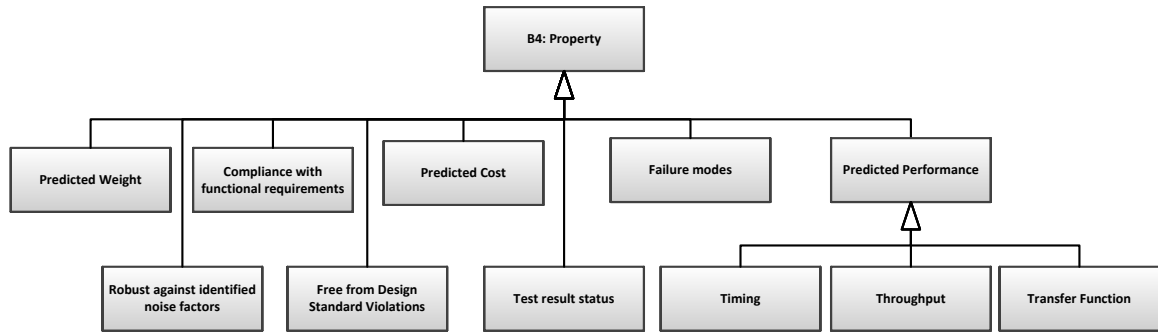 B4: Property
Predicted Weight
Compliance with
functional requirements
Predicted Cost
Failure modes
Predicted Performance
Robust against identified
noise factors
Free from Design
Standard Violations
Test result status
Timing
Throughput
Transfer Function